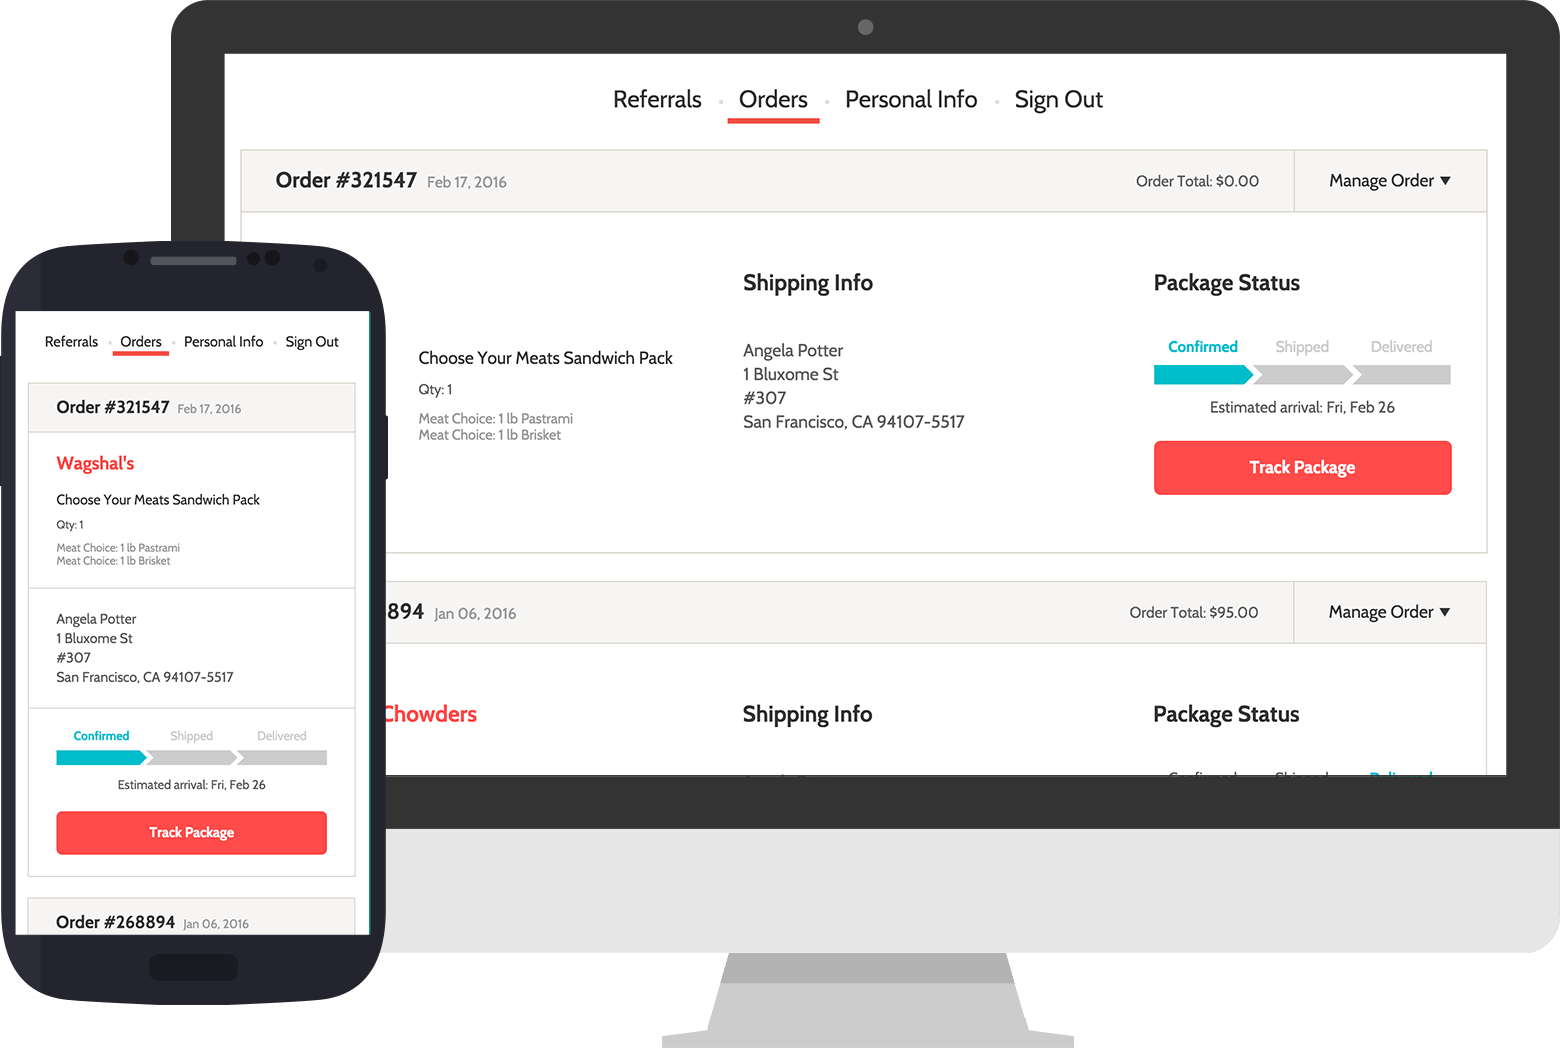 Referrals • Orders • Personal Info • Sign Out
Order #321547 Feb 17, 2016
Order Total: $0.00
Manage Order ▼
Choose Your Meats Sandwich Pack
Qty: 1
Meat Choice: 1 lb Pastrami
Meat Choice: 1 lb Brisket
Shipping Info
Angela Potter
1 Bluxome St
#307
San Francisco, CA 94107-5517
Package Status
Confirmed Shipped Delivered
Estimated arrival: Fri, Feb 26
Track Package
894 Jan 06, 2016
Order Total: $95.00
Manage Order ▼
Chowders
Shipping Info
Package Status
Confirmed Shipped Delivered
Referrals • Orders • Personal Info • Sign Out
Order #321547 Feb 17, 2016
Wagshal's
Choose Your Meats Sandwich Pack
Qty: 1
Meat Choice: 1 lb Pastrami
Meat Choice: 1 lb Brisket
Angela Potter
1 Bluxome St
#307
San Francisco, CA 94107-5517
Confirmed Shipped Delivered
Estimated arrival: Fri, Feb 26
Track Package
Order #268894 Jan 06, 2016